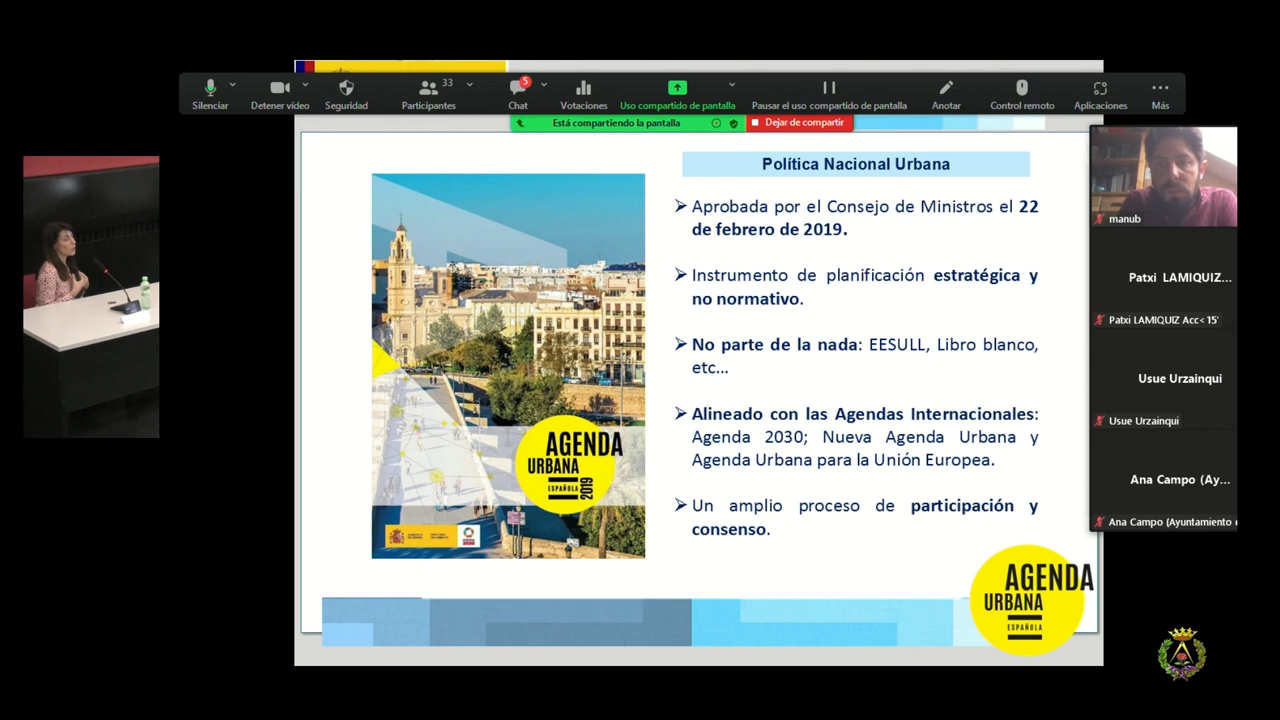 Silenciar
Detener vídeo
Seguridad
Participantes
33
Chat
5
Votaciones
Uso compartido de pantalla
Pausar el uso compartido de pantalla
Anotar
Control remoto
Aplicaciones
Más
Está compartiendo la pantalla
Dejar de compartir
Política Nacional Urbana
Aprobada por el Consejo de Ministros el 22
de febrero de 2019.
Instrumento de planificación estratégica y
no normativo.
No parte de la nada: EESULL, Libro blanco,
etc...
Alineado con las Agendas Internacionales:
Agenda 2030; Nueva Agenda Urbana y
Agenda Urbana para la Unión Europea.
Un amplio proceso de participación y
consenso.
AGENDA
URBANA
ESPAÑOLA
2019
AGENDA
URBANA
ESPAÑOLA
manub
Patxi LAMIQUIZ...
Patxi LAMIQUIZ Acc<15'
Usue Urzainqui
Usue Urzainqui
Ana Campo (Ay...
Ana Campo (Ayuntamiento